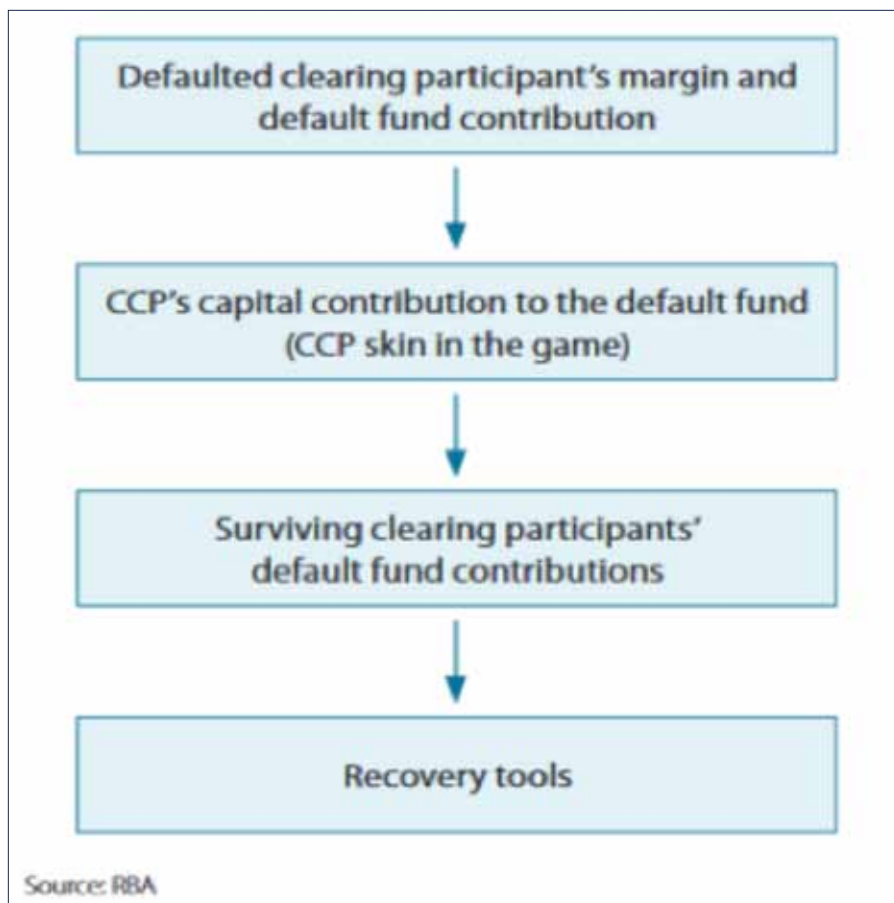 Defaulted clearing participant's margin and
default fund contribution
CCP's capital contribution to the default fund
(CCP skin in the game)
Surviving clearing participants'
default fund contributions
Recovery tools
Source: RBA